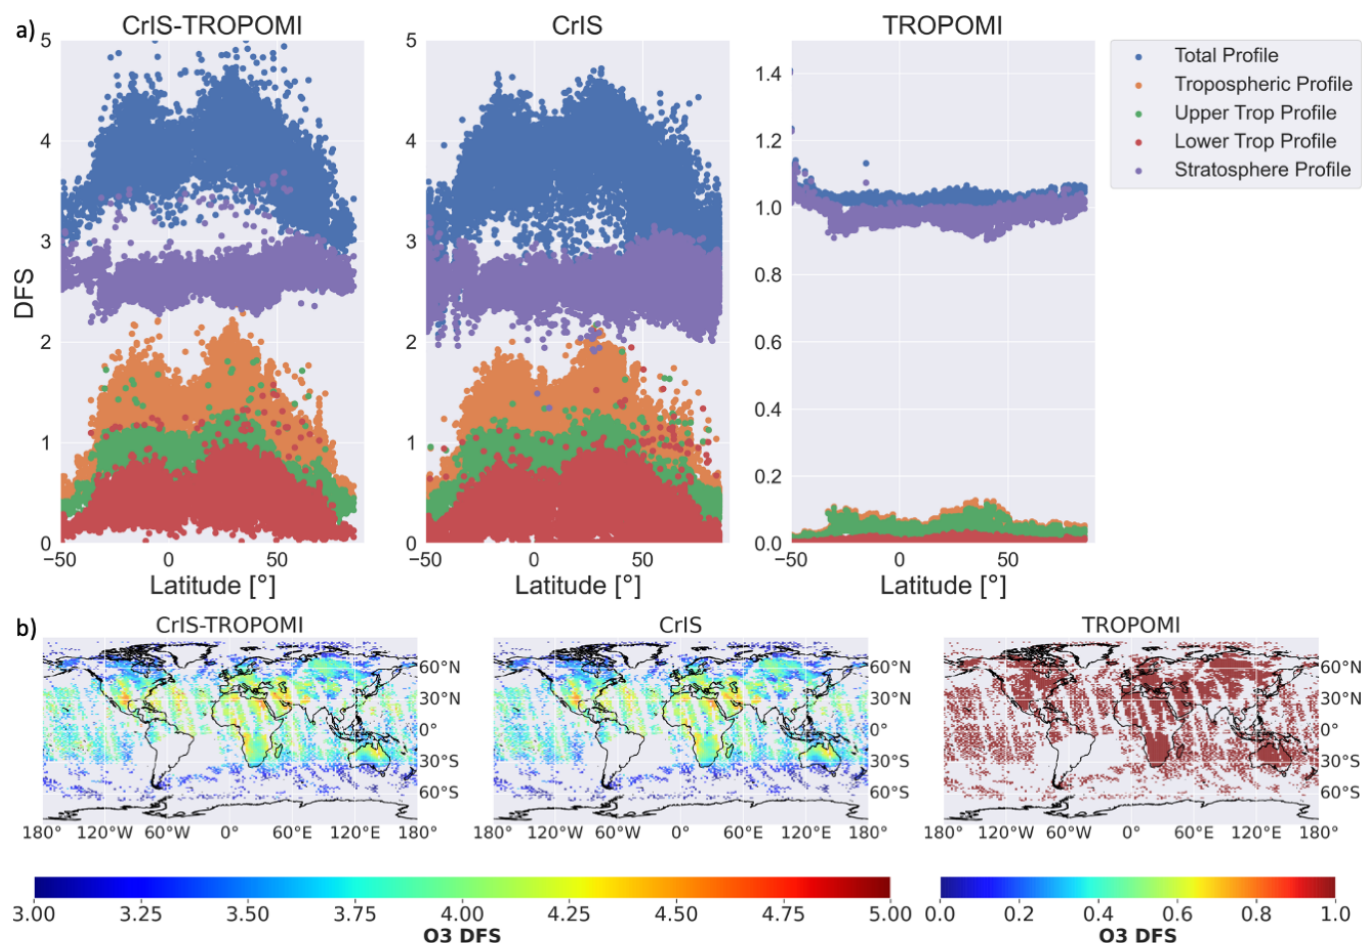 a)
CrIS-TROPOMI
CrIS
TROPOMI
5
4
3
2
1
0
DFS
−50 0 50
Latitude [°]
−50 0 50
Latitude [°]
5
4
3
2
1
0
1.4
1.2
1.0
0.8
0.6
0.4
0.2
0.0
−50 0 50
Latitude [°]
Total Profile
Tropospheric Profile
Upper Trop Profile
Lower Trop Profile
Stratosphere Profile
b)
CrIS-TROPOMI
60°N
30°N
0°
30°S
60°S
180° 120°W 60°W 0° 60°E 120°E 180°
CrIS
60°N
30°N
0°
30°S
60°S
180° 120°W 60°W 0° 60°E 120°E 180°
TROPOMI
60°N
30°N
0°
30°S
60°S
180° 120°W 60°W 0° 60°E 120°E 180°
3.00 3.25 3.50 3.75 4.00 4.25 4.50 4.75 5.00
O3 DFS
0.0 0.2 0.4 0.6 0.8 1.0
O3 DFS